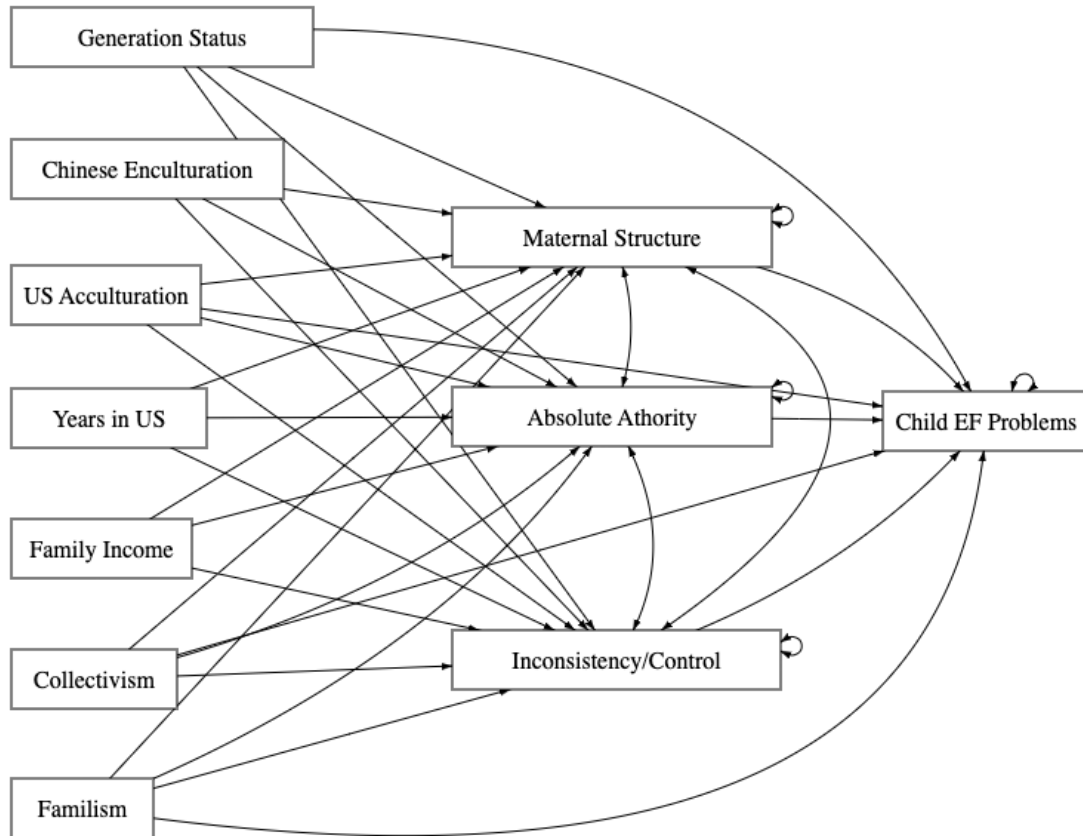 Generation Status
Chinese Enculturation
Maternal Structure
US Acculturation
Years in US
Absolute Athority
Child EF Problems
Family Income
Collectivism
Inconsistency/Control
Familism